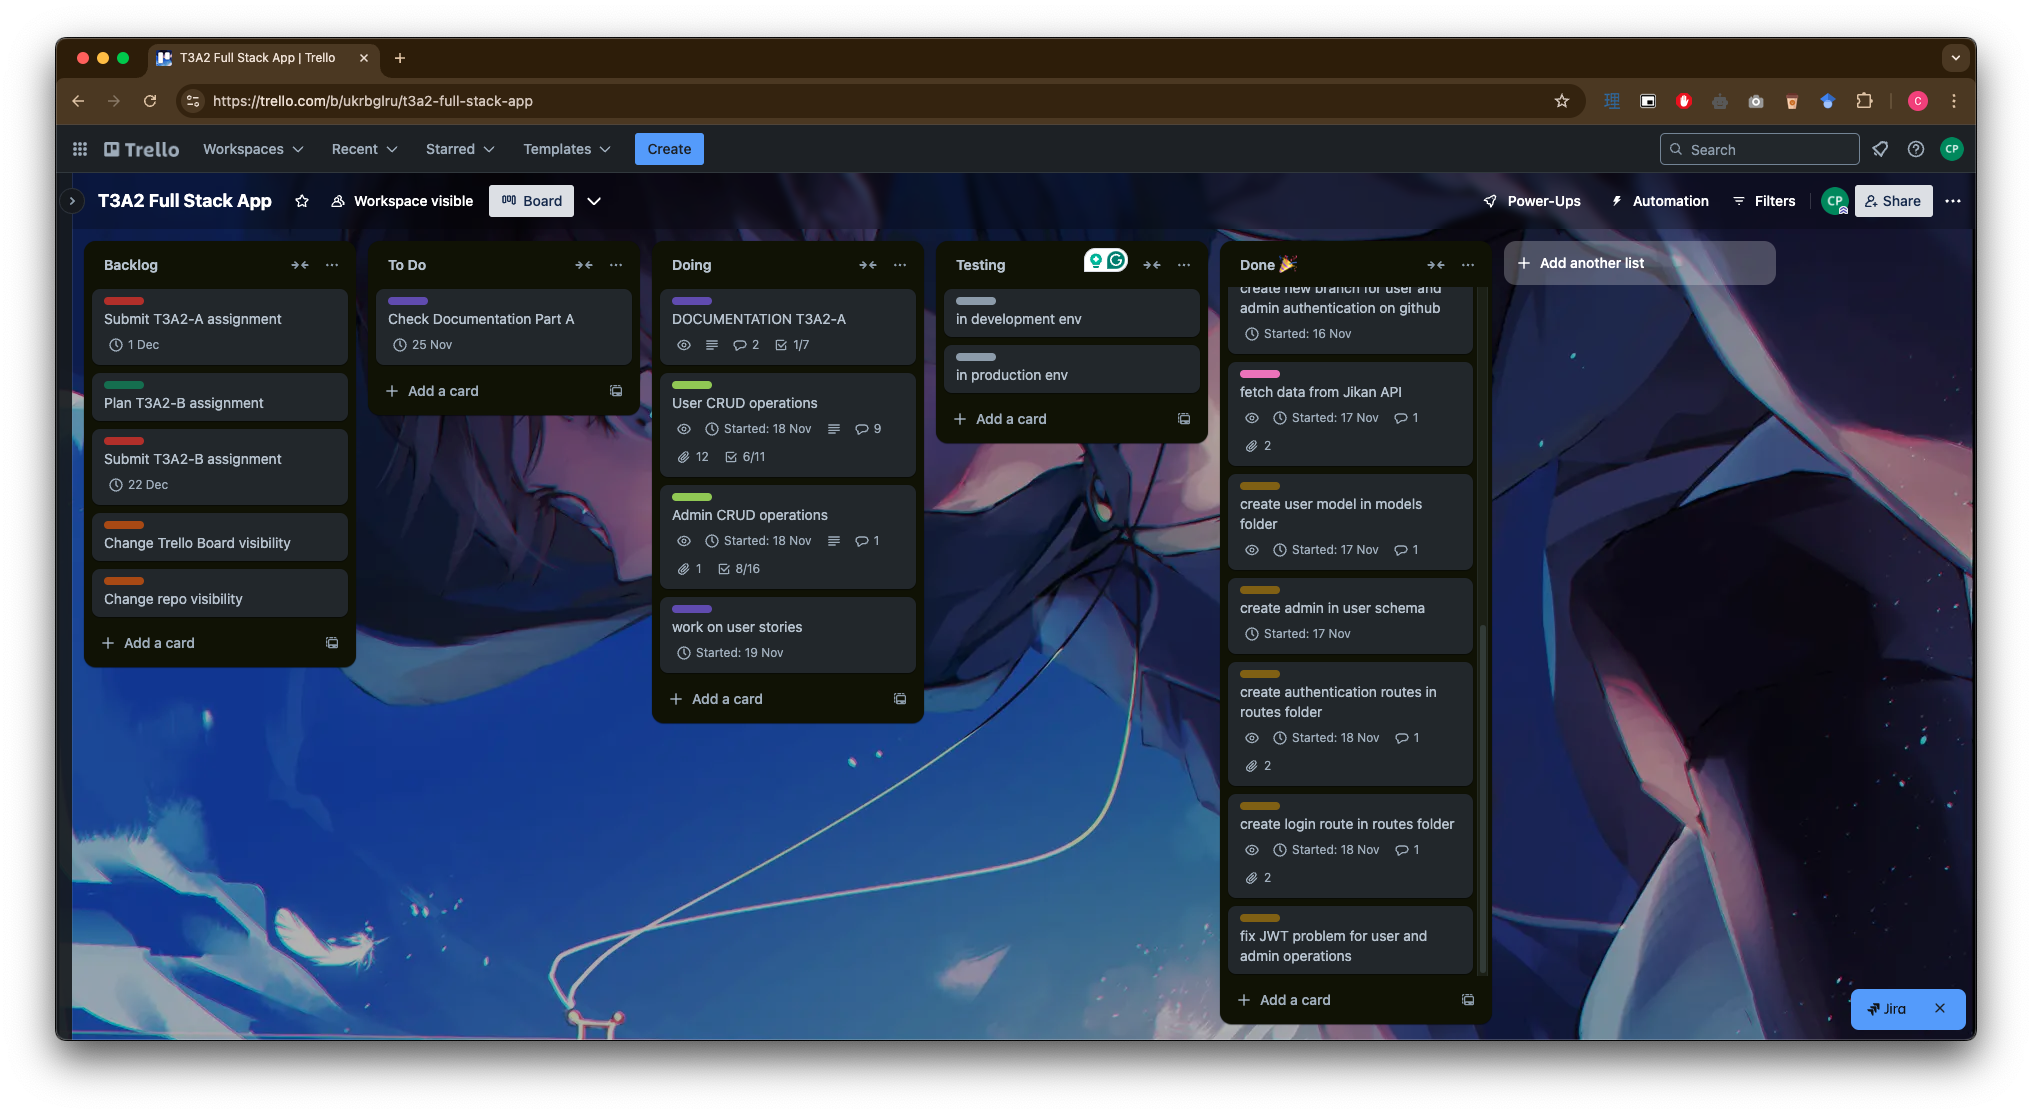 T3A2 Full Stack App | Trello
https://trello.com/b/ukrbglru/t3a2-full-stack-app
C
Trello
Workspaces
Recent
Starred
Templates
Create
Search
CP
T3A2 Full Stack App
Workspace visible
Board
Power-Ups
Automation
Filters
CP
Share
Backlog
Submit T3A2-A assignment
1 Dec
Plan T3A2-B assignment
Submit T3A2-B assignment
22 Dec
Change Trello Board visibility
Change repo visibility
Add a card
To Do
Check Documentation Part A
25 Nov
Add a card
Doing
DOCUMENTATION T3A2-A
2 1/7
User CRUD operations
Started: 18 Nov 9
12 6/11
Admin CRUD operations
Started: 18 Nov 1
1 8/16
work on user stories
Started: 19 Nov
Add a card
Testing
in development env
in production env
Add a card
Done 🎉
create new branch for user and
admin authentication on github
Started: 16 Nov
fetch data from Jikan API
Started: 17 Nov 1
2
create user model in models
folder
Started: 17 Nov 1
create admin in user schema
Started: 17 Nov
create authentication routes in
routes folder
Started: 18 Nov 1
2
create login route in routes folder
Started: 18 Nov 1
2
fix JWT problem for user and
admin operations
Add a card
Add another list
Jira